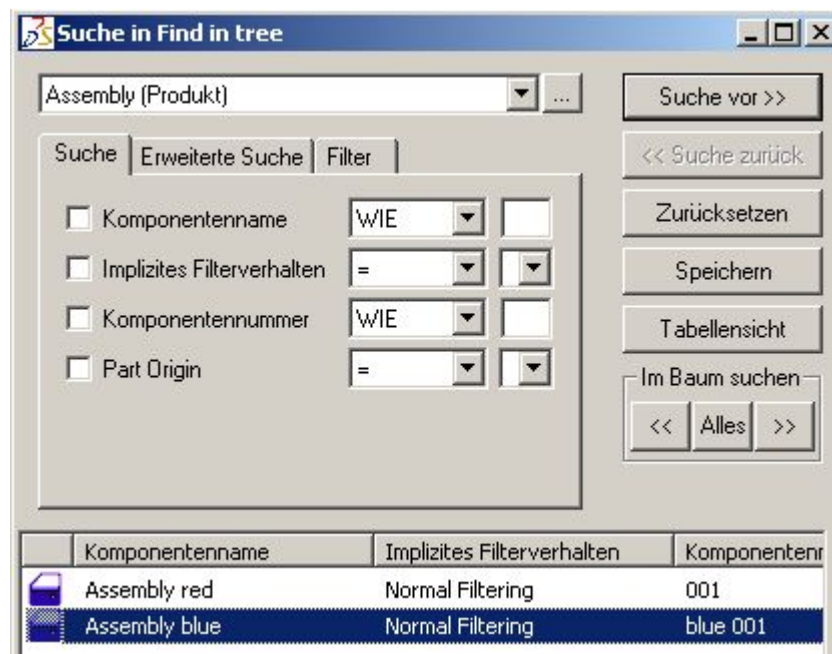 Suche in Find in tree
Assembly (Produkt)
...
Suche vor >>
Suche Erweiterte Suche Filter
<< Suche zurück
Komponentenname WIE
Zurücksetzen
Implizites Filterverhalten =
Speichern
Komponentennummer WIE
Tabellensicht
Part Origin =
Im Baum suchen
<< Alles >>
Komponentenname Implizites Filterverhalten Komponentenr
Assembly red Normal Filtering 001
Assembly blue Normal Filtering blue 001